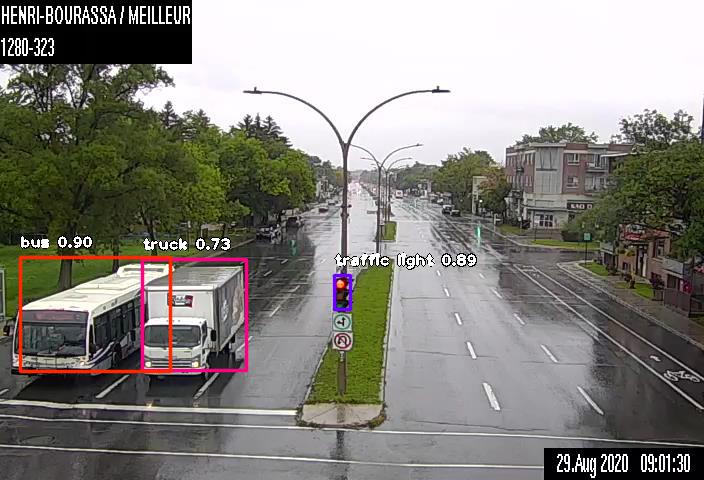 HENRI-BOURASSA / MEILLEUR
1280-323
bus 0.90
truck 0.73
traffic light 0.89
29.Aug 2020 09:01:30